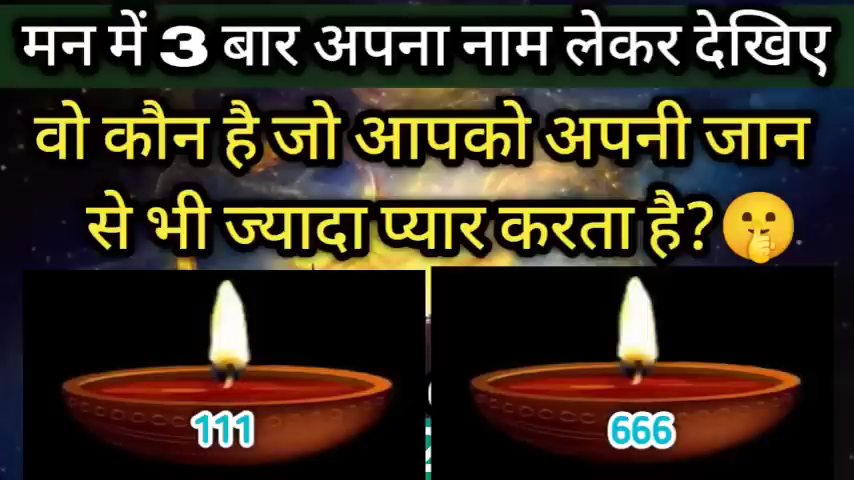 मन में 3 बार अपना नाम लेकर देखिए
वो कौन है जो आपको अपनी जान
से भी ज्यादा प्यार करता है?🤫
111
666